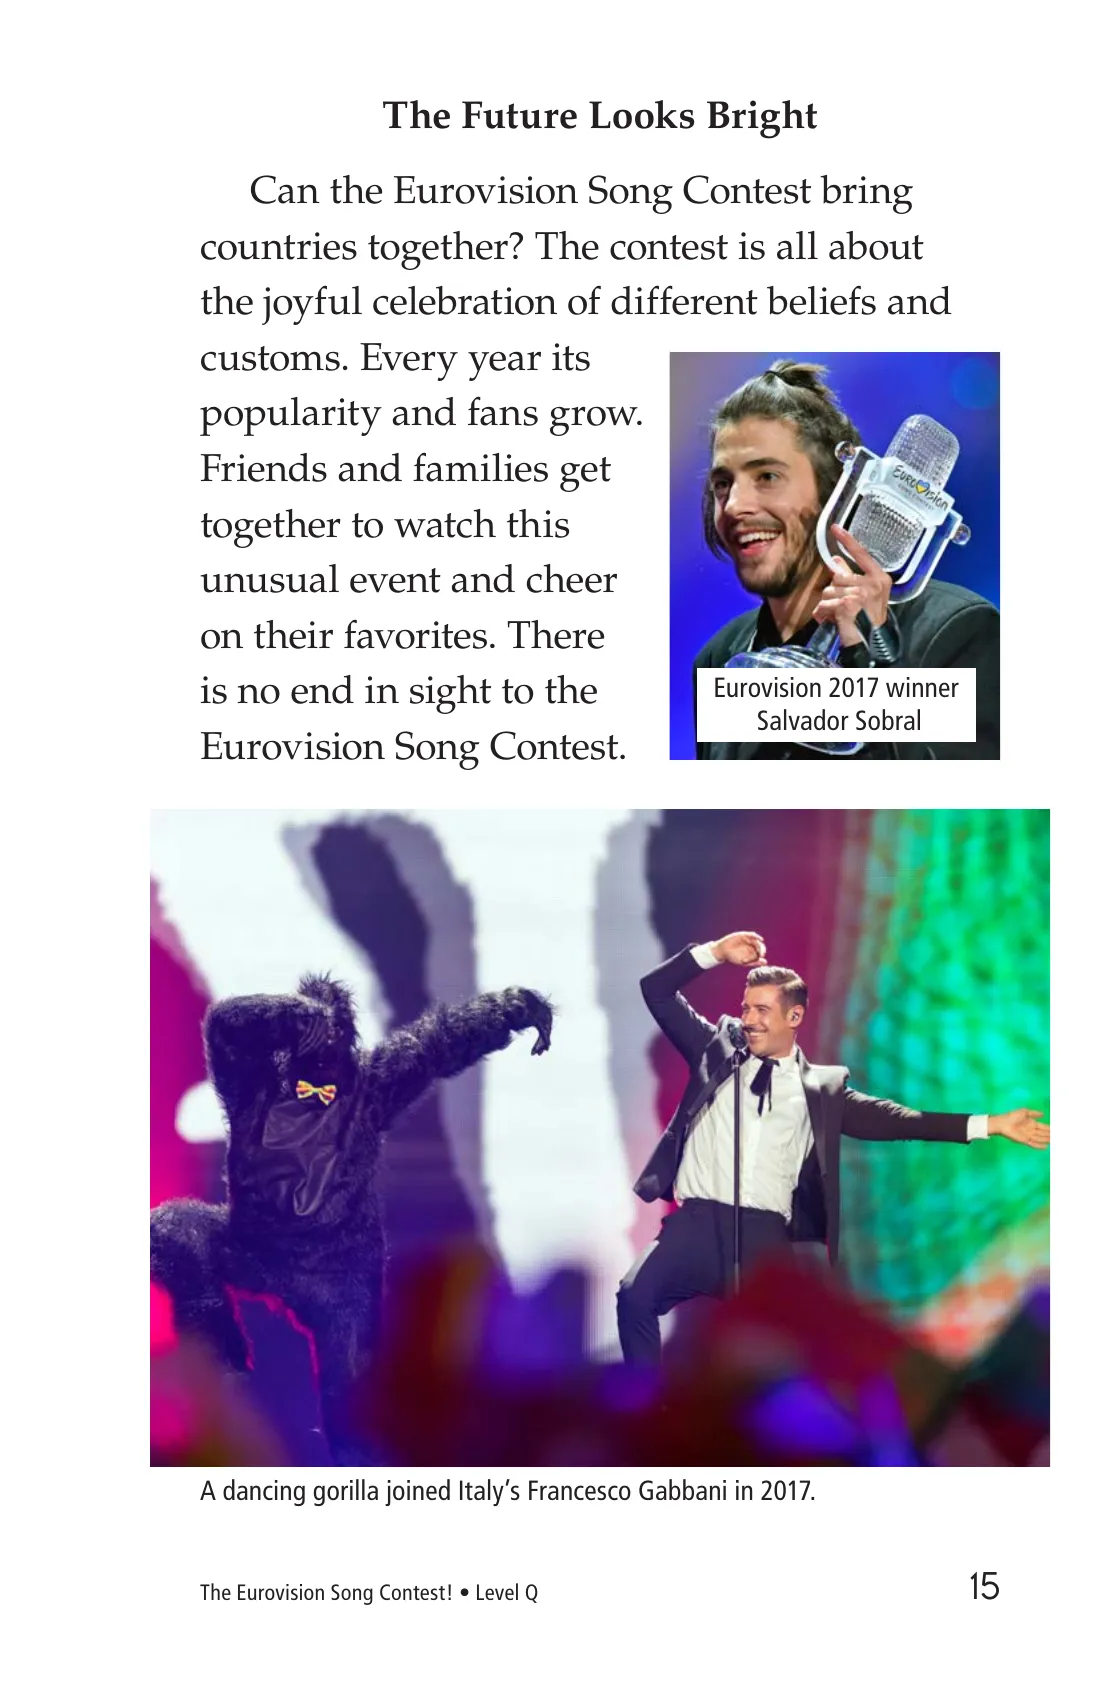 The Future Looks Bright
Can the Eurovision Song Contest bring
countries together? The contest is all about
the joyful celebration of different beliefs and
customs. Every year its
popularity and fans grow.
Friends and families get
together to watch this
unusual event and cheer
on their favorites. There
is no end in sight to the
Eurovision Song Contest.
EUROVISION
Eurovision 2017 winner
Salvador Sobral
A dancing gorilla joined Italy’s Francesco Gabbani in 2017.
The Eurovision Song Contest! • Level Q
15